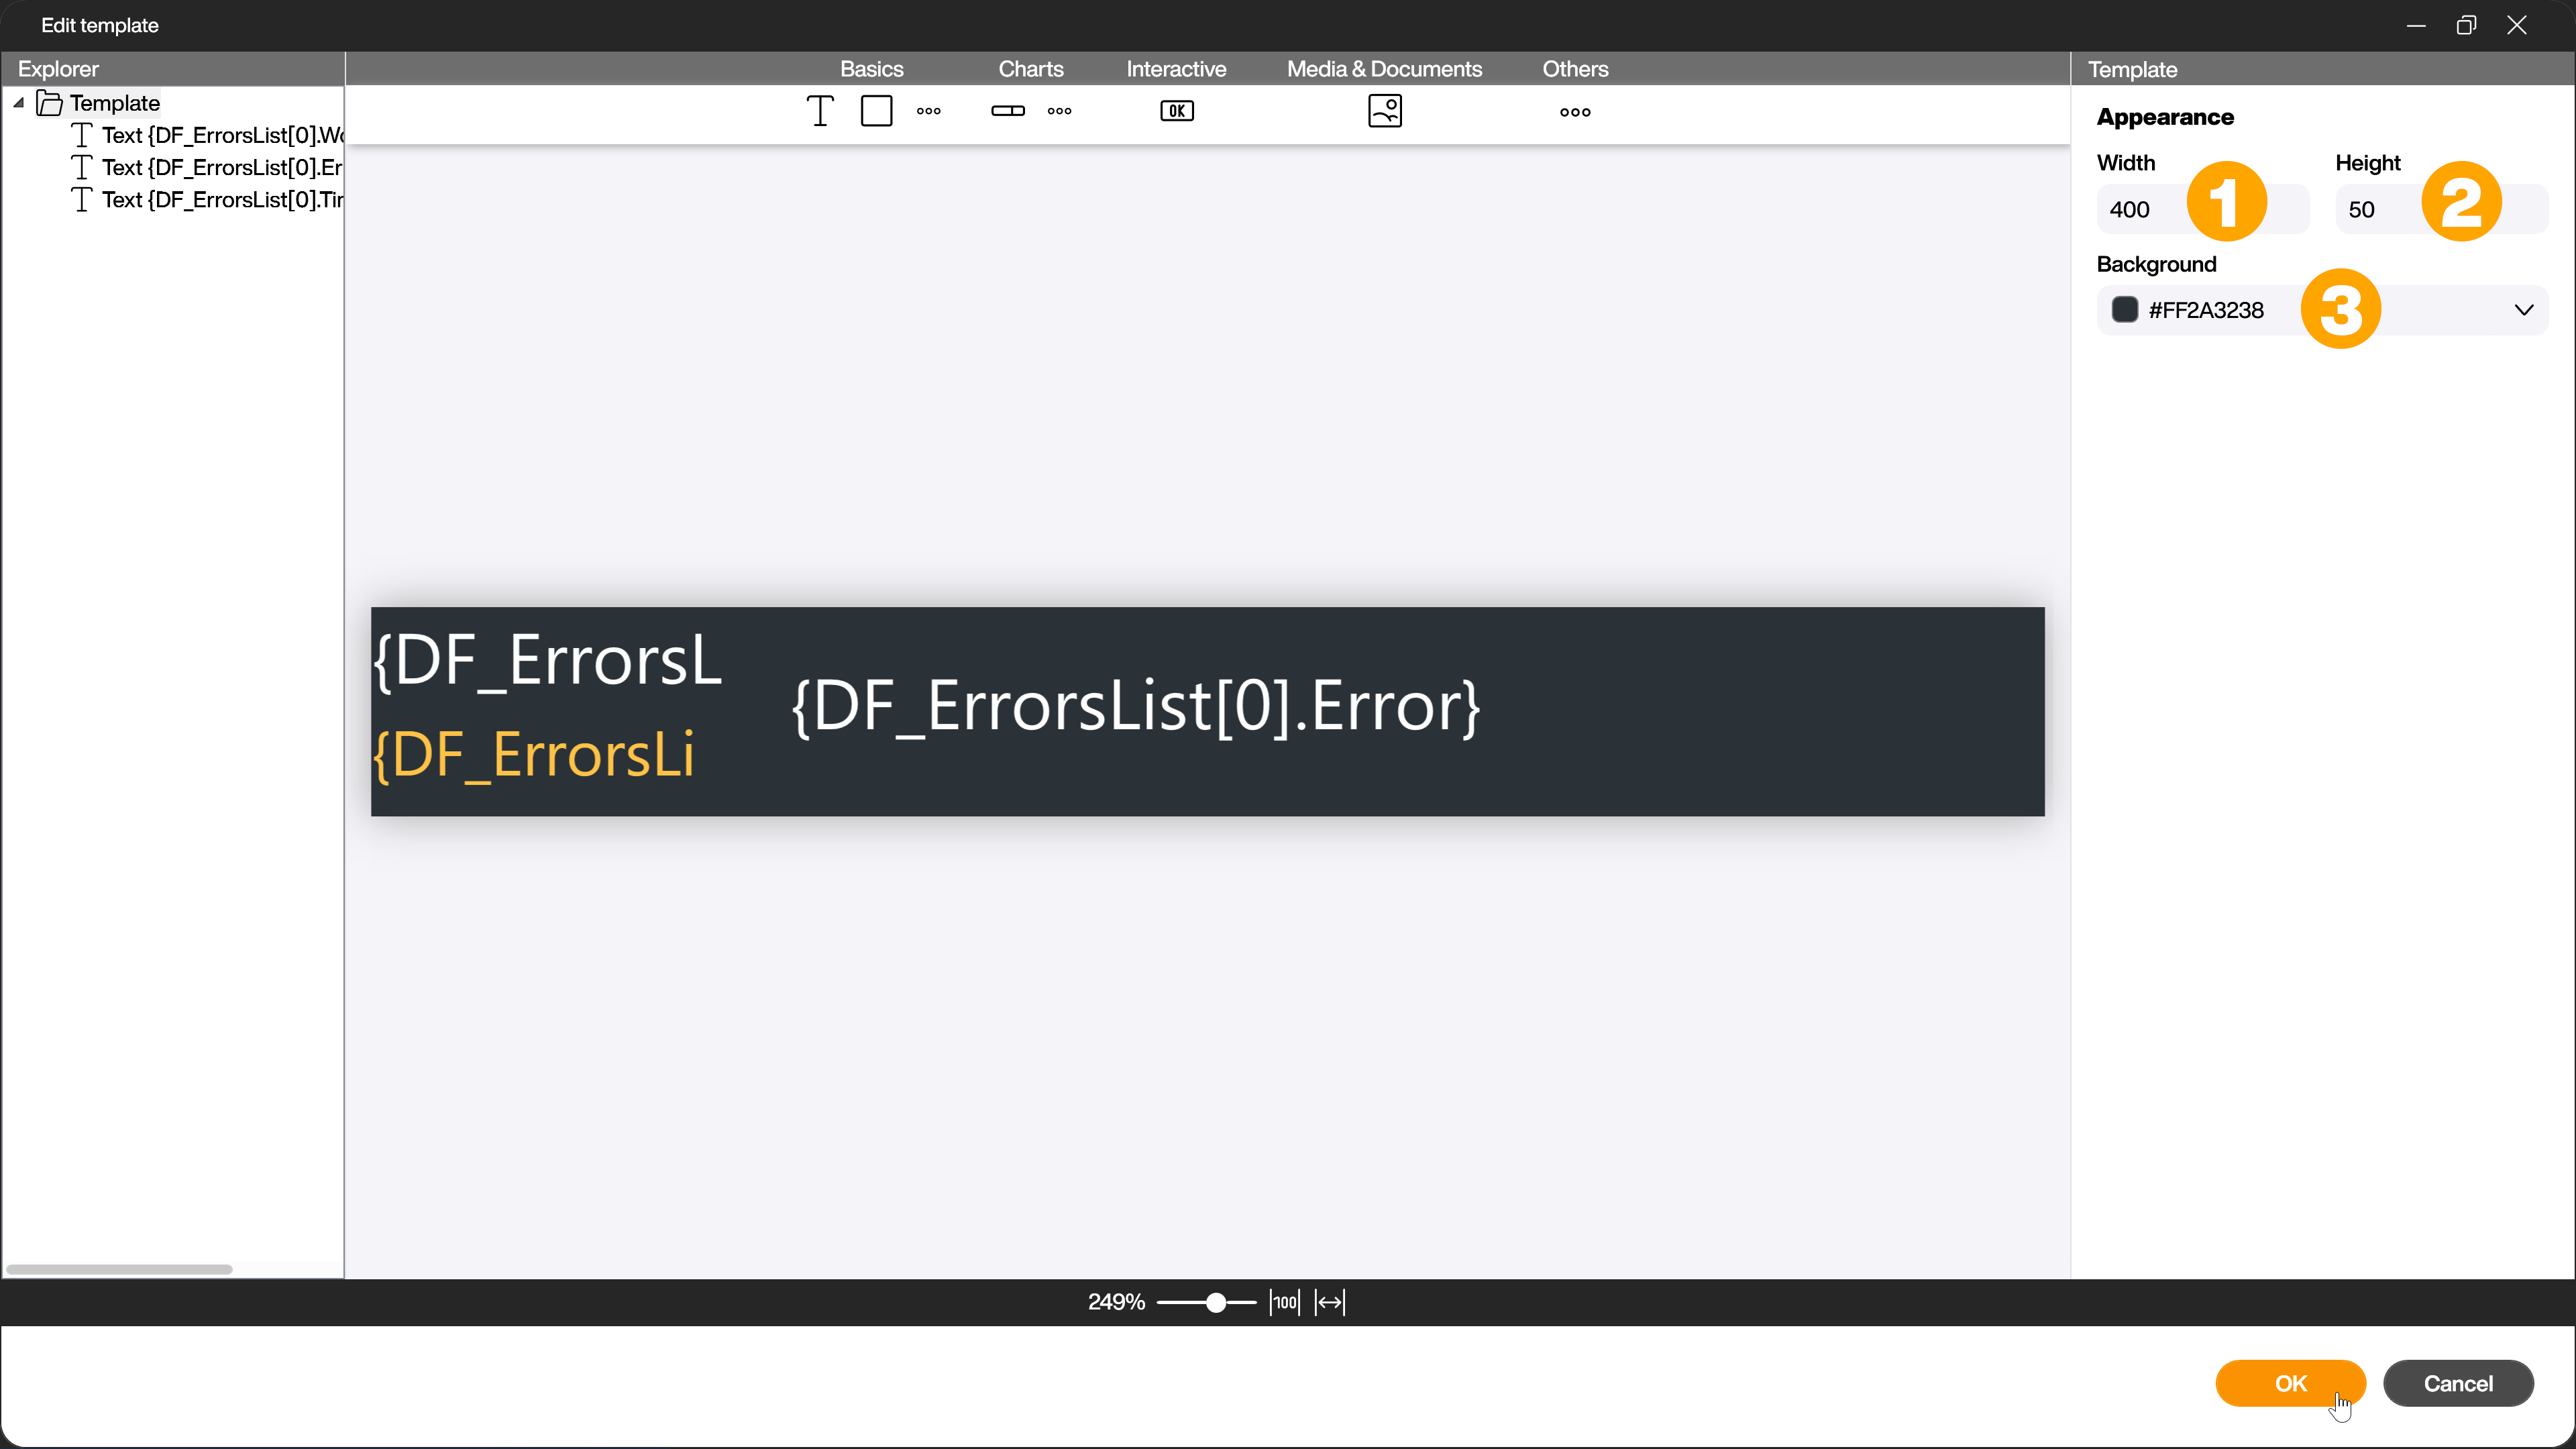 Edit template
Explorer
Basics
Charts
Interactive
Media & Documents
Others
Template
Template
Text {DF_ErrorsList[0].Wo
Text {DF_ErrorsList[0].Er
Text {DF_ErrorsList[0].Tir
OK
Appearance
Width
Height
400
1
50
2
Background
#FF2A3238
3
{DF_ErrorsL
{DF_ErrorsList[0].Error}
{DF_ErrorsLi
249%
100
OK
Cancel